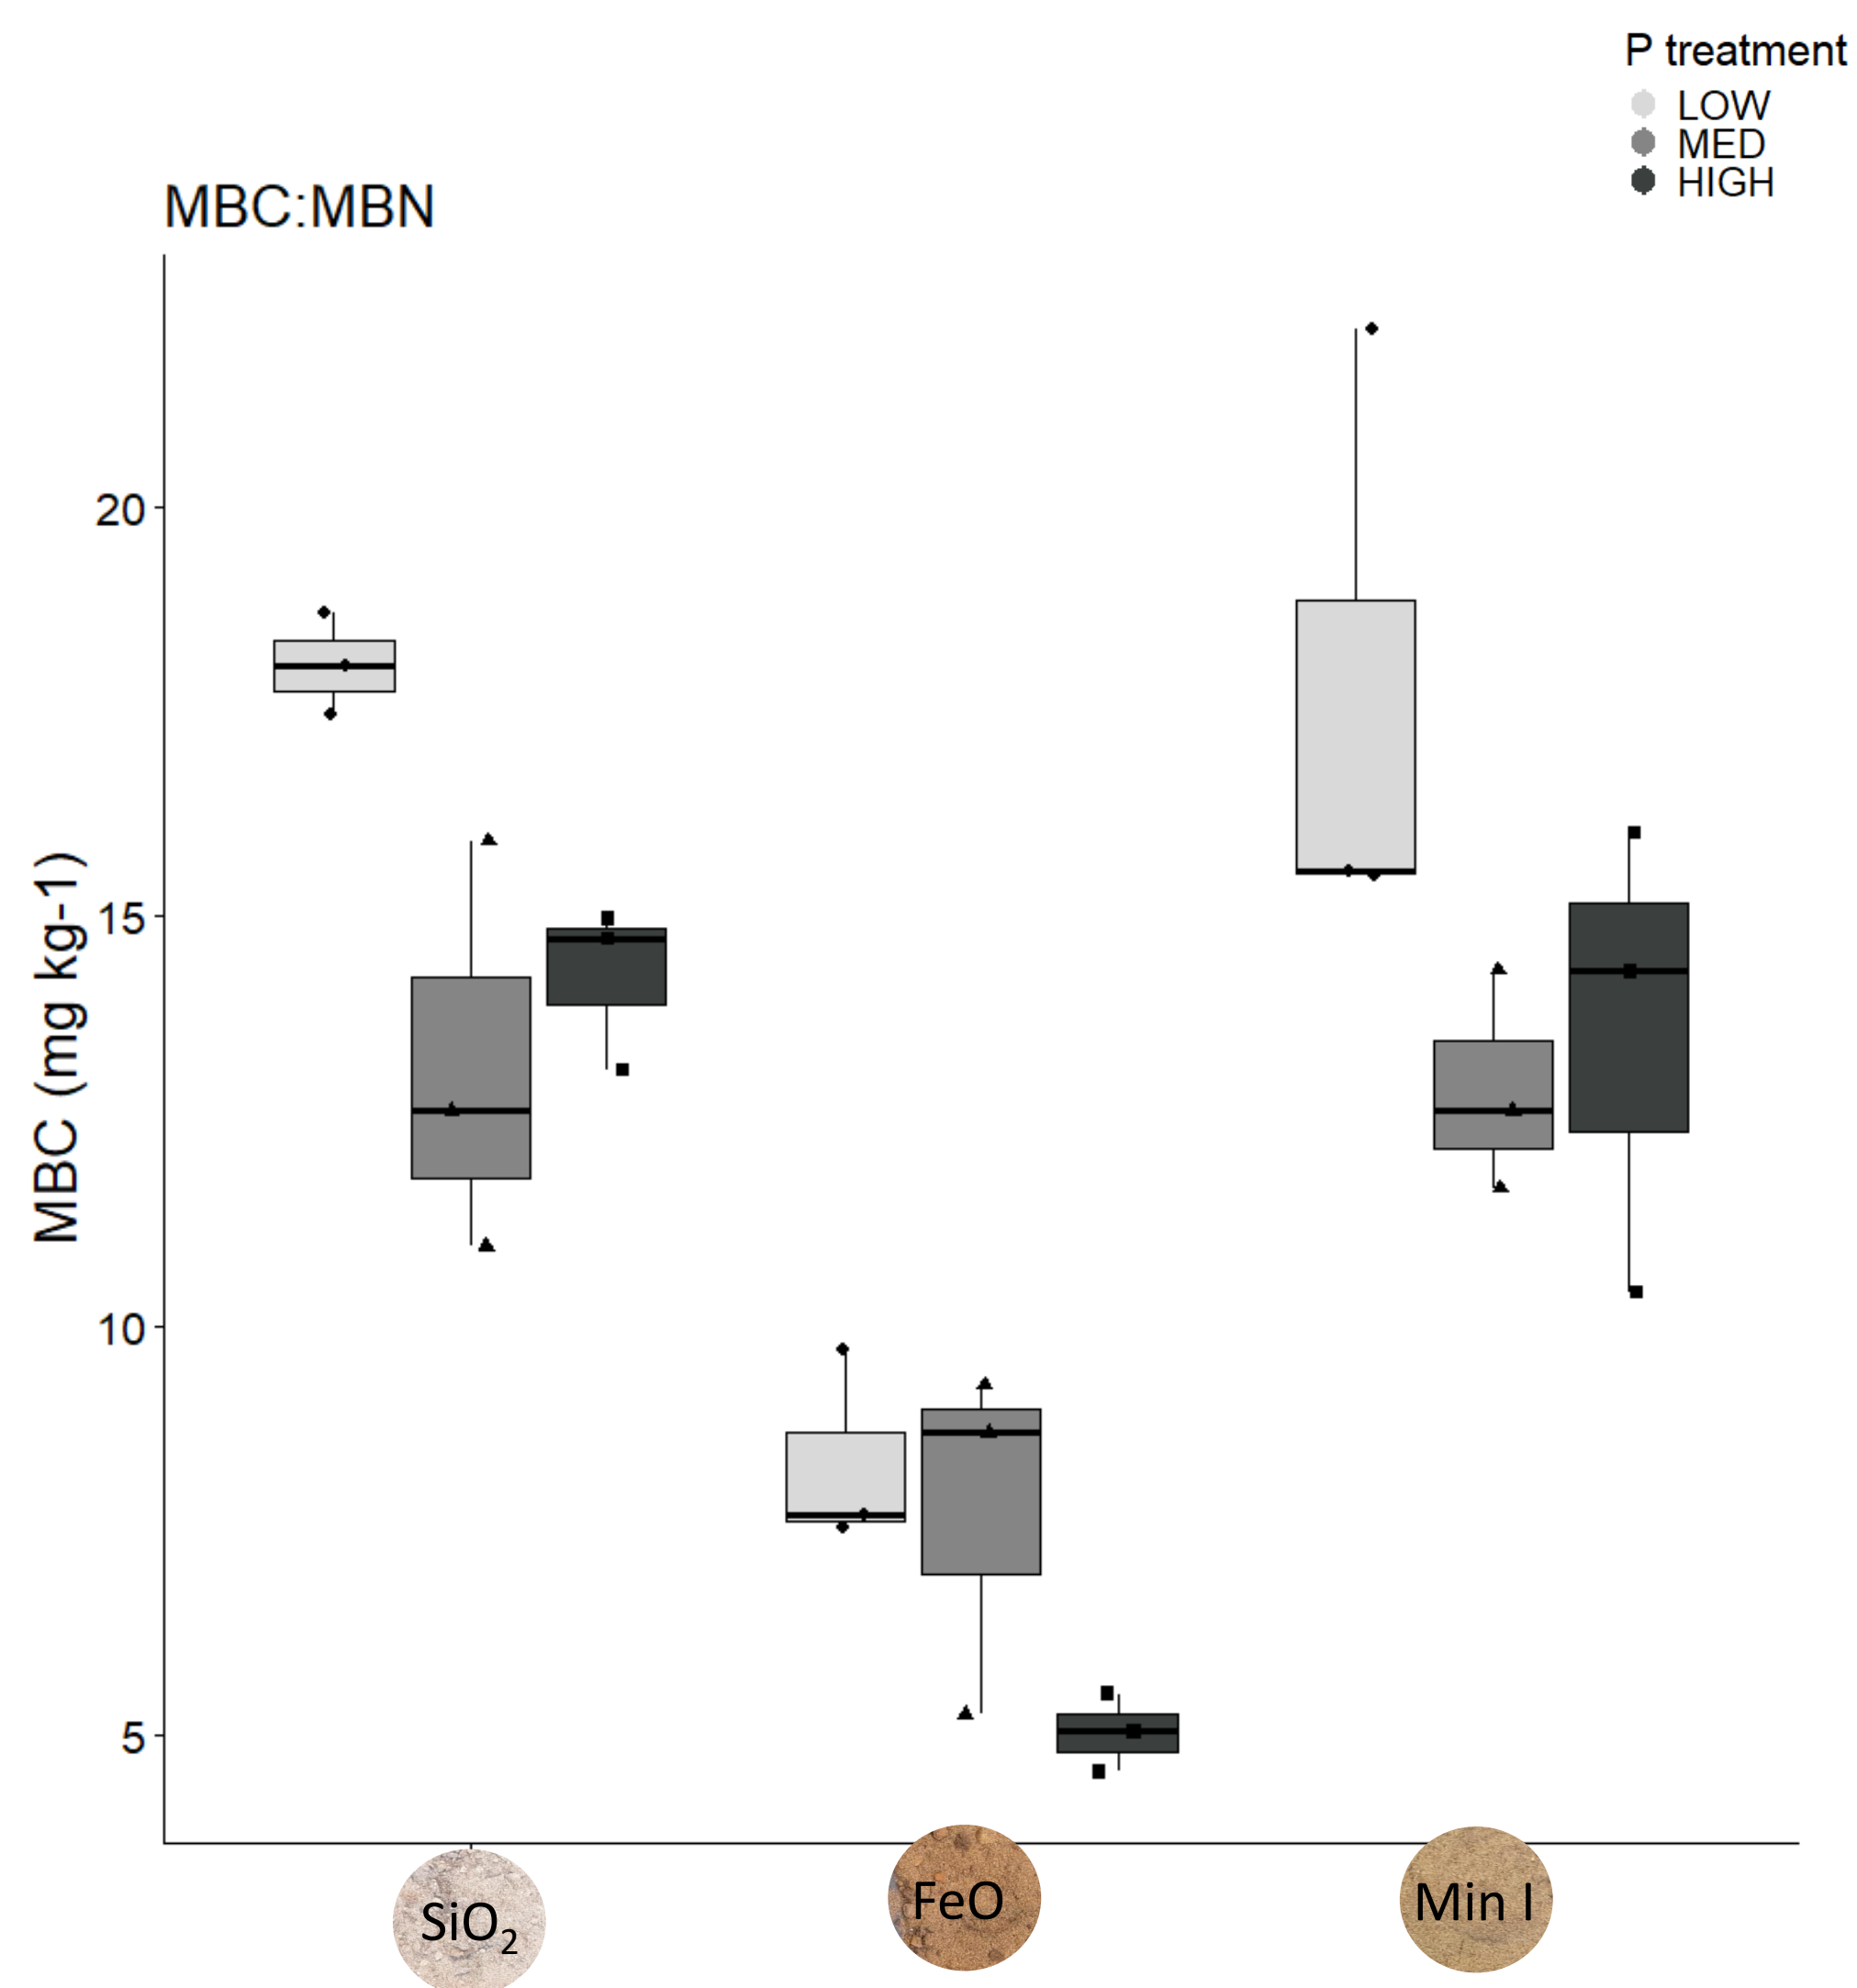 P treatment
LOW
MED
HIGH
MBC:MBN
MBC (mg kg-1)
20
15
10
5
SiO₂
FeO
Min I